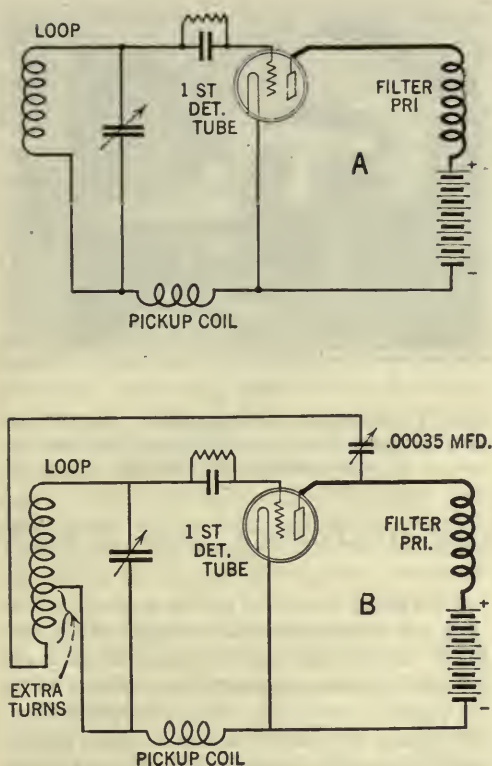 LOOP
1 ST
DET.
TUBE
FILTER
PRI
A
+
-
PICKUP COIL
.00035 MFD.
LOOP
1 ST
DET.
TUBE
FILTER
PRI.
B
+
-
EXTRA
TURNS
PICKUP COIL